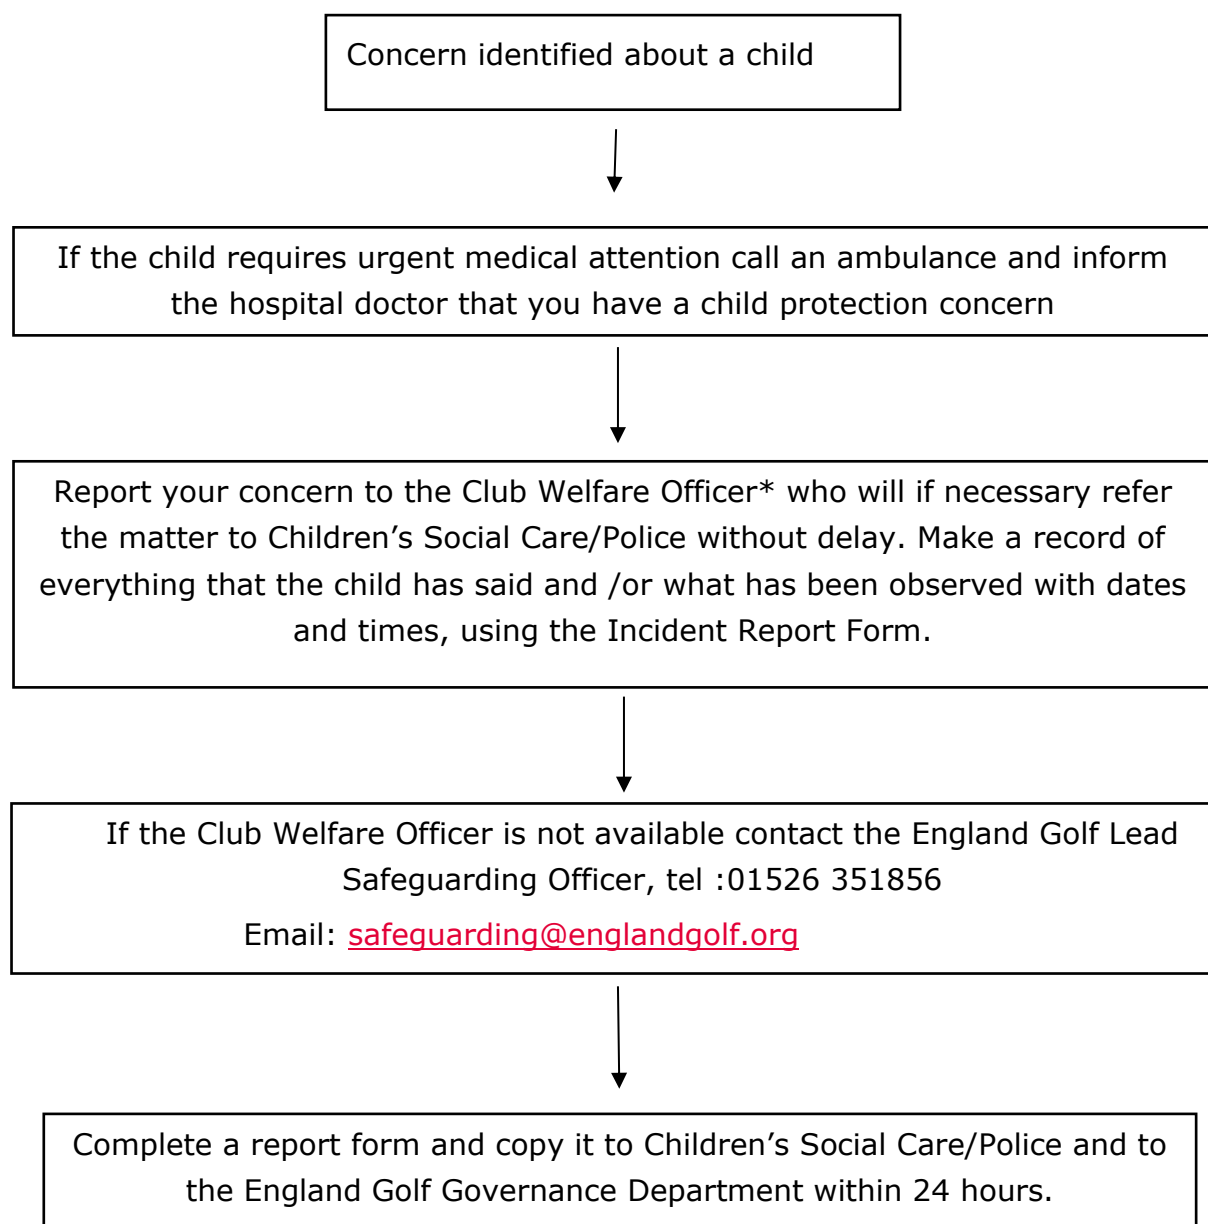 Concern identified about a child
If the child requires urgent medical attention call an ambulance and inform
the hospital doctor that you have a child protection concern
Report your concern to the Club Welfare Officer* who will if necessary refer
the matter to Children’s Social Care/Police without delay. Make a record of
everything that the child has said and /or what has been observed with dates
and times, using the Incident Report Form.
If the Club Welfare Officer is not available contact the England Golf Lead
Safeguarding Officer, tel :01526 351856
Email: safeguarding@englandgolf.org
Complete a report form and copy it to Children’s Social Care/Police and to
the England Golf Governance Department within 24 hours.